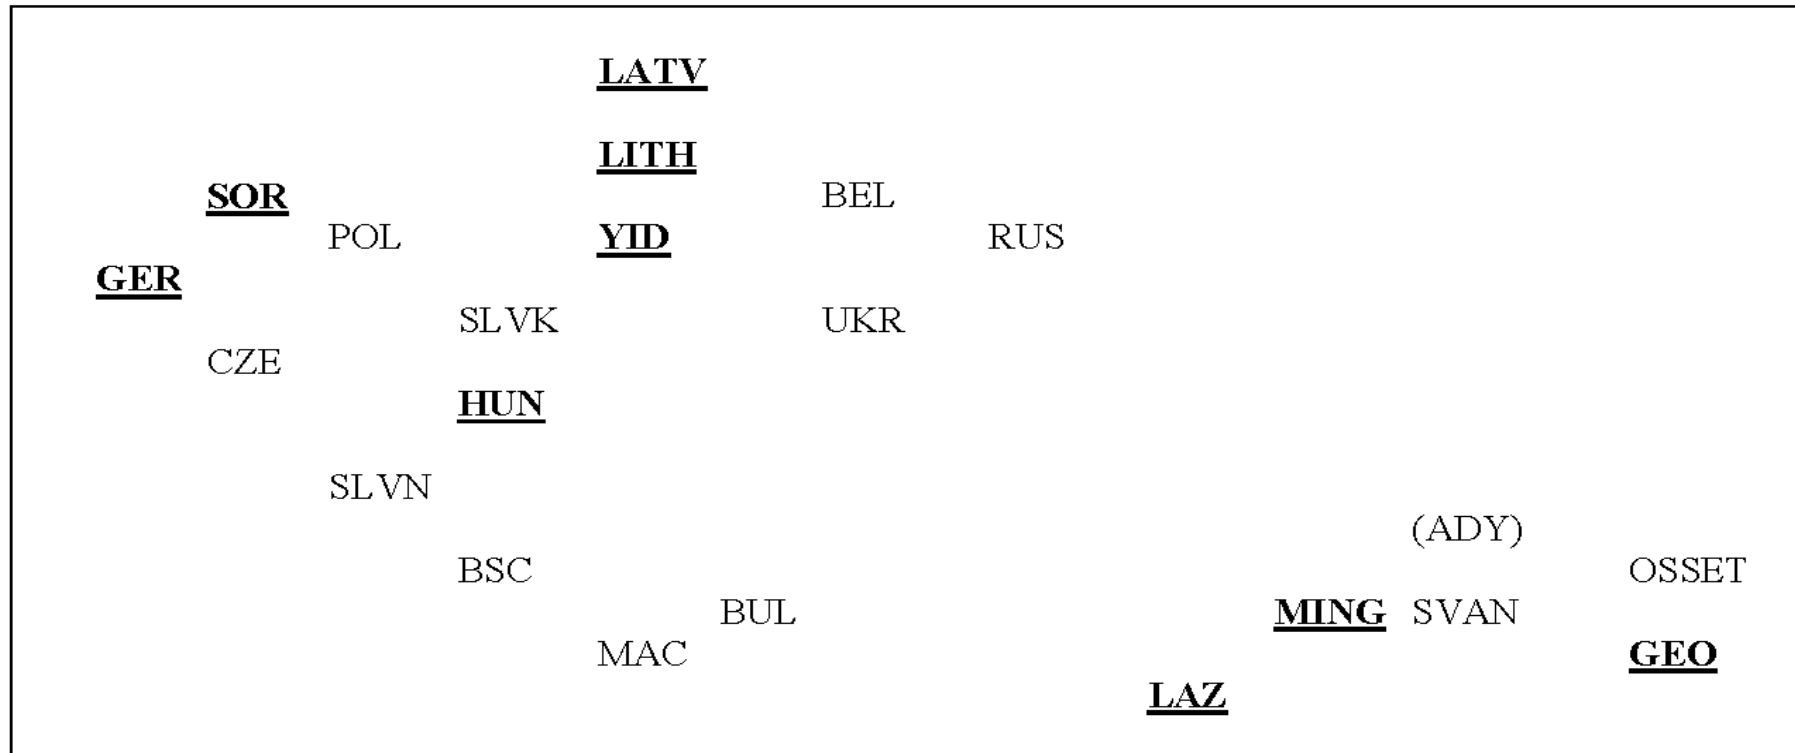 LATV
LITH
SOR BEL
POL YID RUS
GER
SLVK UKR
CZE
HUN
SLVN
(ADY)
BSC OSSET
BUL MING SVAN
MAC GEO
LAZ